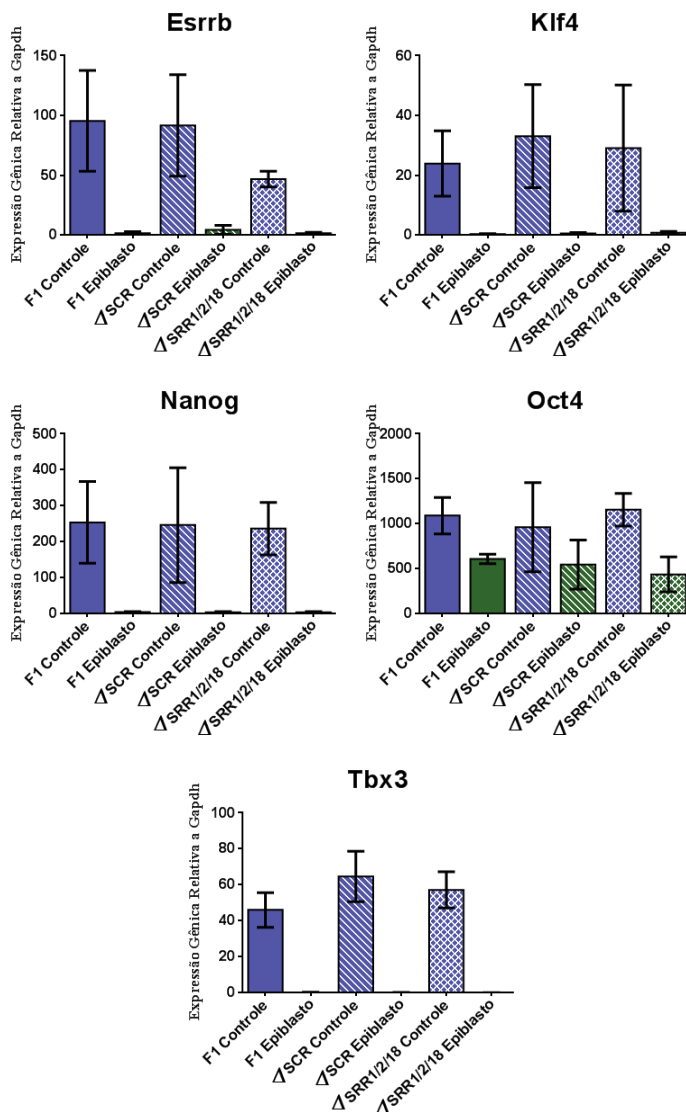 Esrrb
Expressão Gênica Relativa a Gapdh
150
100
50
0
F1 Controle
F1 Epiblasto
ΔSCR Controle
ΔSCR Epiblasto
ΔSRR1/2/18 Controle
ΔSRR1/2/18 Epiblasto
Klf4
Expressão Gênica Relativa a Gapdh
60
40
20
0
F1 Controle
F1 Epiblasto
ΔSCR Controle
ΔSCR Epiblasto
ΔSRR1/2/18 Controle
ΔSRR1/2/18 Epiblasto
Nanog
Expressão Gênica Relativa a Gapdh
500
400
300
200
100
0
F1 Controle
F1 Epiblasto
ΔSCR Controle
ΔSCR Epiblasto
ΔSRR1/2/18 Controle
ΔSRR1/2/18 Epiblasto
Oct4
Expressão Gênica Relativa a Gapdh
2000
1500
1000
500
0
F1 Controle
F1 Epiblasto
ΔSCR Controle
ΔSCR Epiblasto
ΔSRR1/2/18 Controle
ΔSRR1/2/18 Epiblasto
Tbx3
Expressão Gênica Relativa a Gapdh
100
80
60
40
20
0
F1 Controle
F1 Epiblasto
ΔSCR Controle
ΔSCR Epiblasto
ΔSRR1/2/18 Controle
ΔSRR1/2/18 Epiblasto